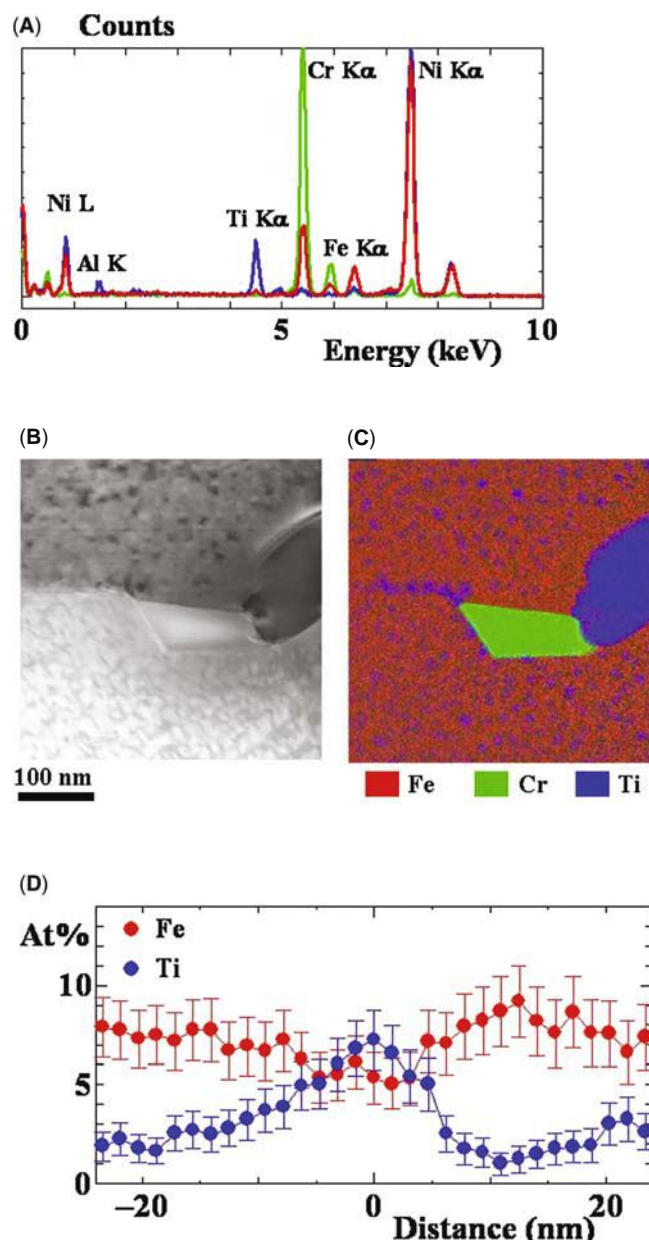 (A)
Counts
Cr Kα
Ni Kα
Ni L
Al K
Ti Kα
Fe Kα
0
5
10
Energy (keV)
(B)
(C)
100 nm
Fe
Cr
Ti
(D)
At%
Fe
Ti
10
5
0
−20
0
20
Distance (nm)